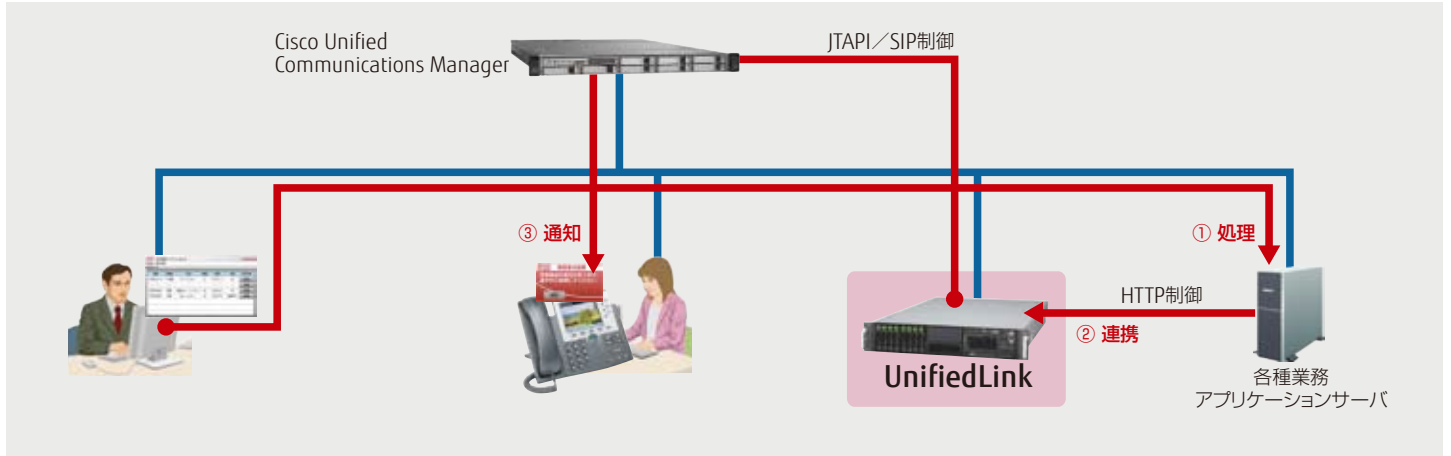 Cisco Unified
Communications Manager
JTAPI／SIP制御
③ 通知
① 処理
HTTP制御
② 連携
UnifiedLink
各種業務
アプリケーションサーバ